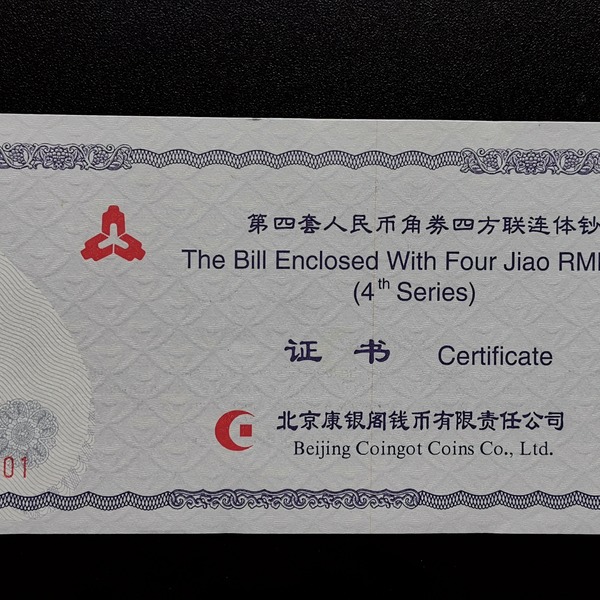 第四套人民币角券四方联连体钞
The Bill Enclosed With Four Jiao RM
(4th Series)
证 书 Certificate
北京康银阁钱币有限责任公司
Beijing Coingot Coins Co., Ltd.
01